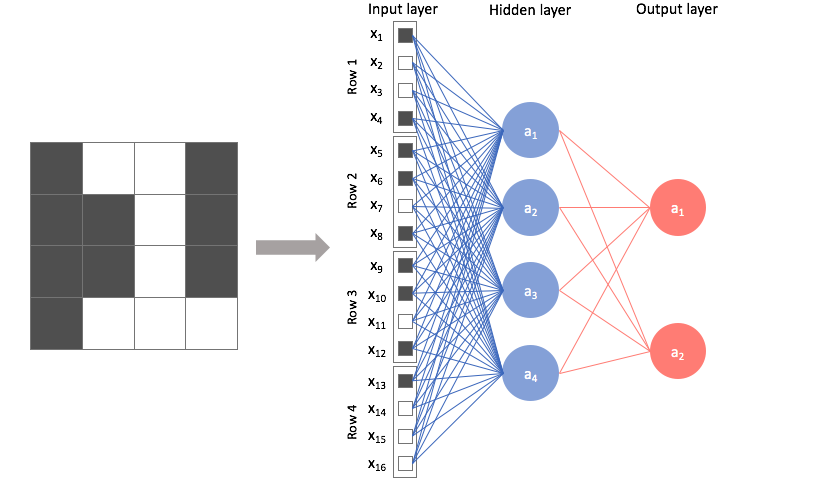 Input layer
Hidden layer
Output layer
Row 1
x1
x2
x3
x4
Row 2
x5
x6
x7
x8
Row 3
x9
x10
x11
x12
Row 4
x13
x14
x15
x16
a1
a2
a3
a4
a1
a2